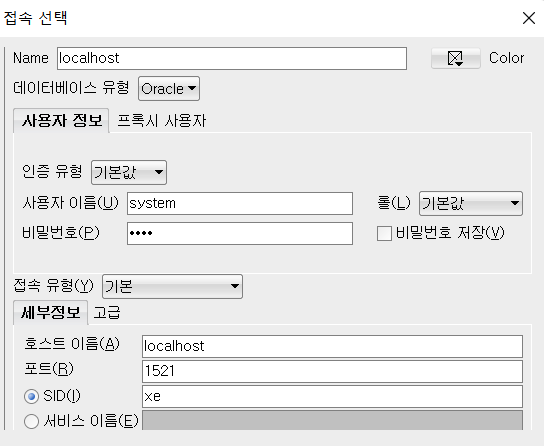 접속 선택
Name localhost Color
데이터베이스 유형 Oracle
사용자 정보 프록시 사용자
인증 유형 기본값
사용자 이름(U) system 롤(L) 기본값
비밀번호(P) •••• 비밀번호 저장(V)
접속 유형(Y) 기본
세부정보 고급
호스트 이름(A) localhost
포트(R) 1521
SID(I) xe
서비스 이름(E)